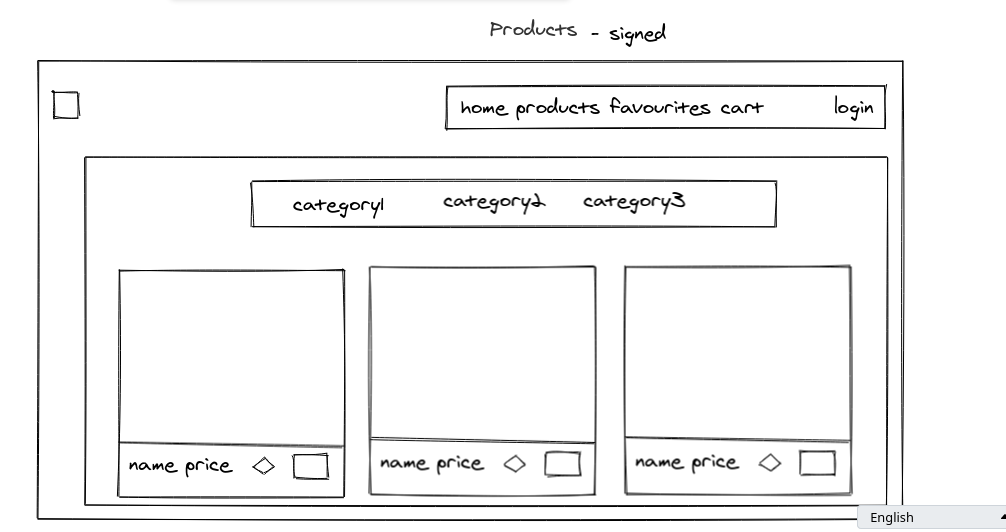 Products - signed
home products favourites cart login
category1 category2 category3
name price name price name price
English